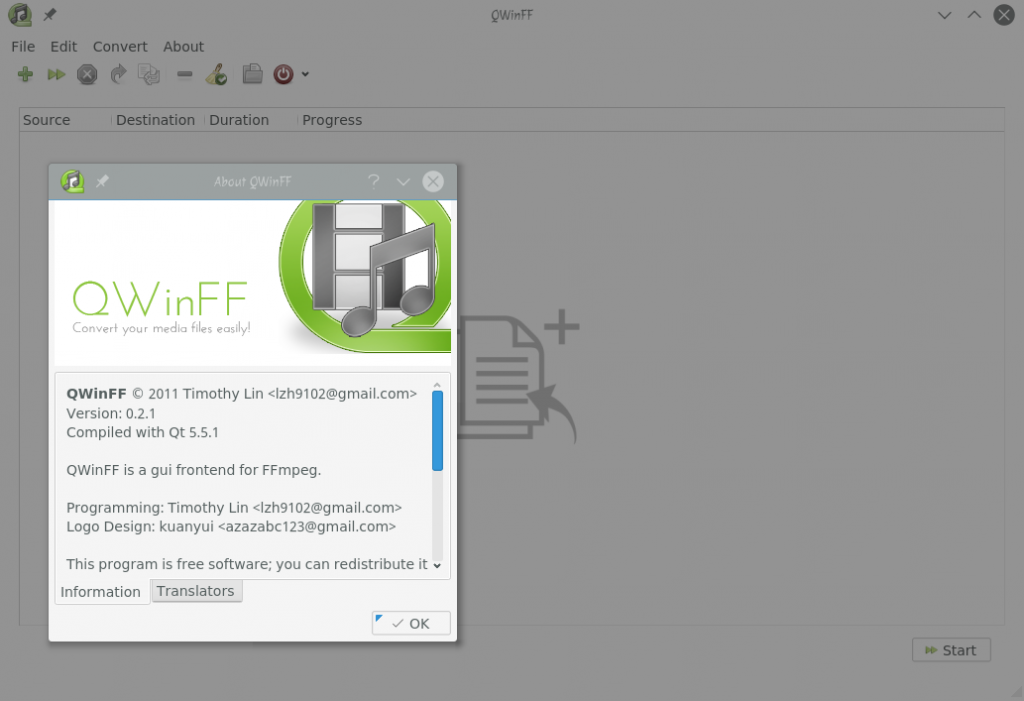 QWinFF
File Edit Convert About
Source Destination Duration Progress
About QWinFF
?
QWinFF
Convert your media files easily!
QWinFF © 2011 Timothy Lin <lzh9102@gmail.com>
Version: 0.2.1
Compiled with Qt 5.5.1
QWinFF is a gui frontend for FFmpeg.
Programming: Timothy Lin <lzh9102@gmail.com>
Logo Design: kuanyui <azazabc123@gmail.com>
This program is free software; you can redistribute it
Information Translators
OK
Start